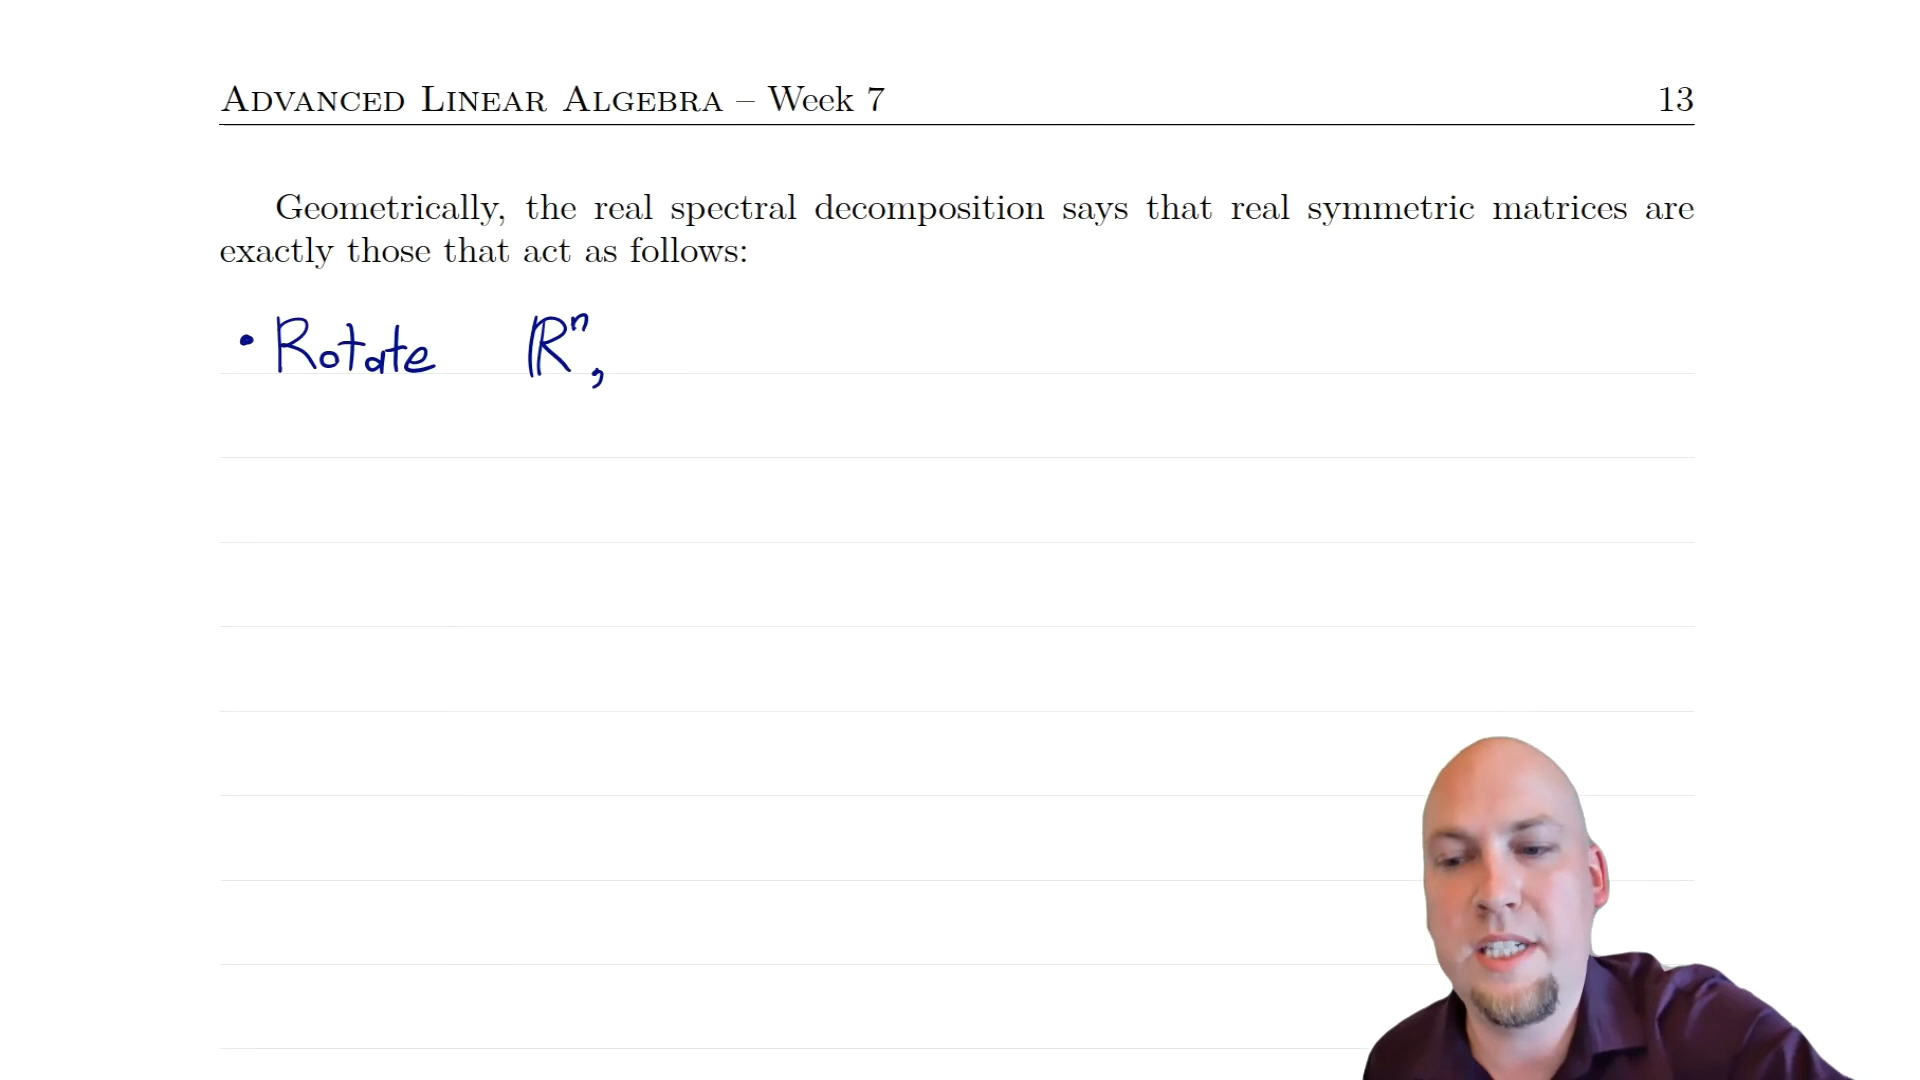 ADVANCED LINEAR ALGEBRA – Week 7 13
Geometrically, the real spectral decomposition says that real symmetric matrices are
exactly those that act as follows:
• Rotate ℝⁿ,